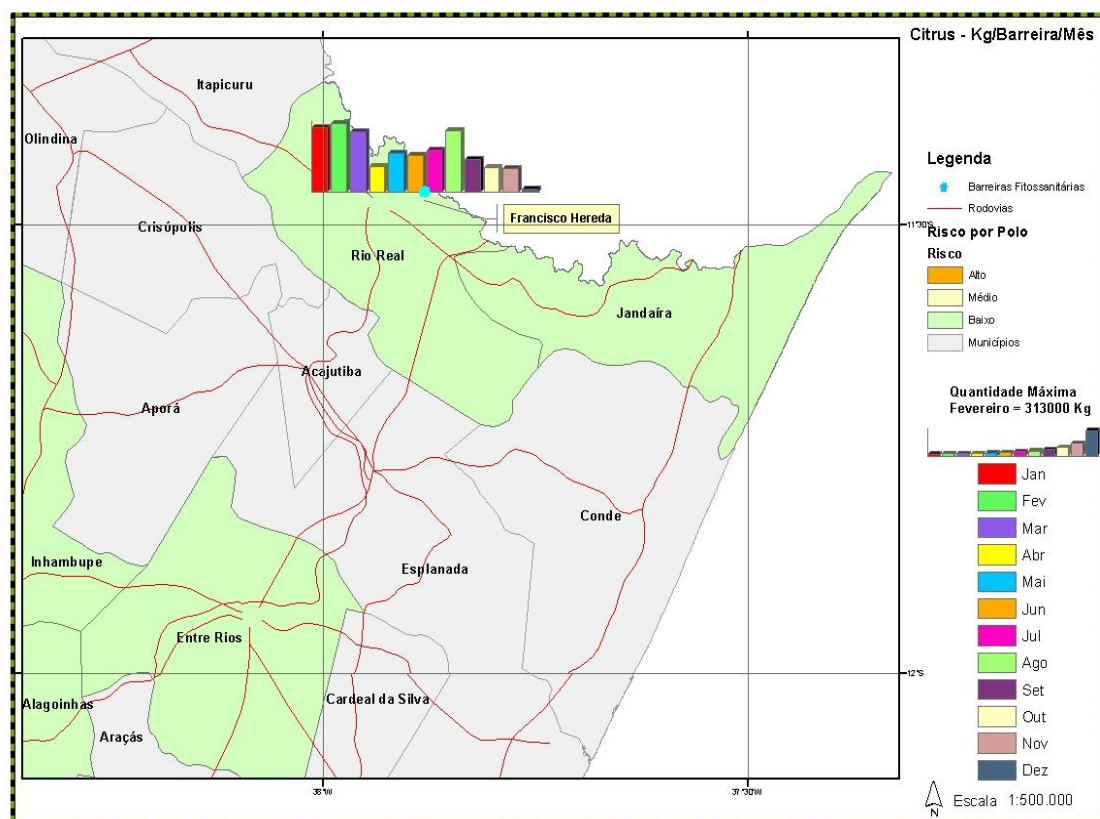 Citrus - Kg/Barreira/Mês
Itapicuru
Olindina
Crisópolis
Francisco Hereda
Rio Real
Jandaíra
Acajutiba
Aporá
Conde
Inhambupe
Esplanada
Entre Rios
Alagoinhas
Araçás
Cardeal da Silva
11°30'S
12°S
38°W
37°30'W
Legenda
Barreiras Fitossanitárias
Rodovias
Risco por Polo
Risco
Alto
Médio
Baixo
Municípios
Quantidade Máxima
Fevereiro = 313000 Kg
Jan
Fev
Mar
Abr
Mai
Jun
Jul
Ago
Set
Out
Nov
Dez
N
Escala 1:500.000